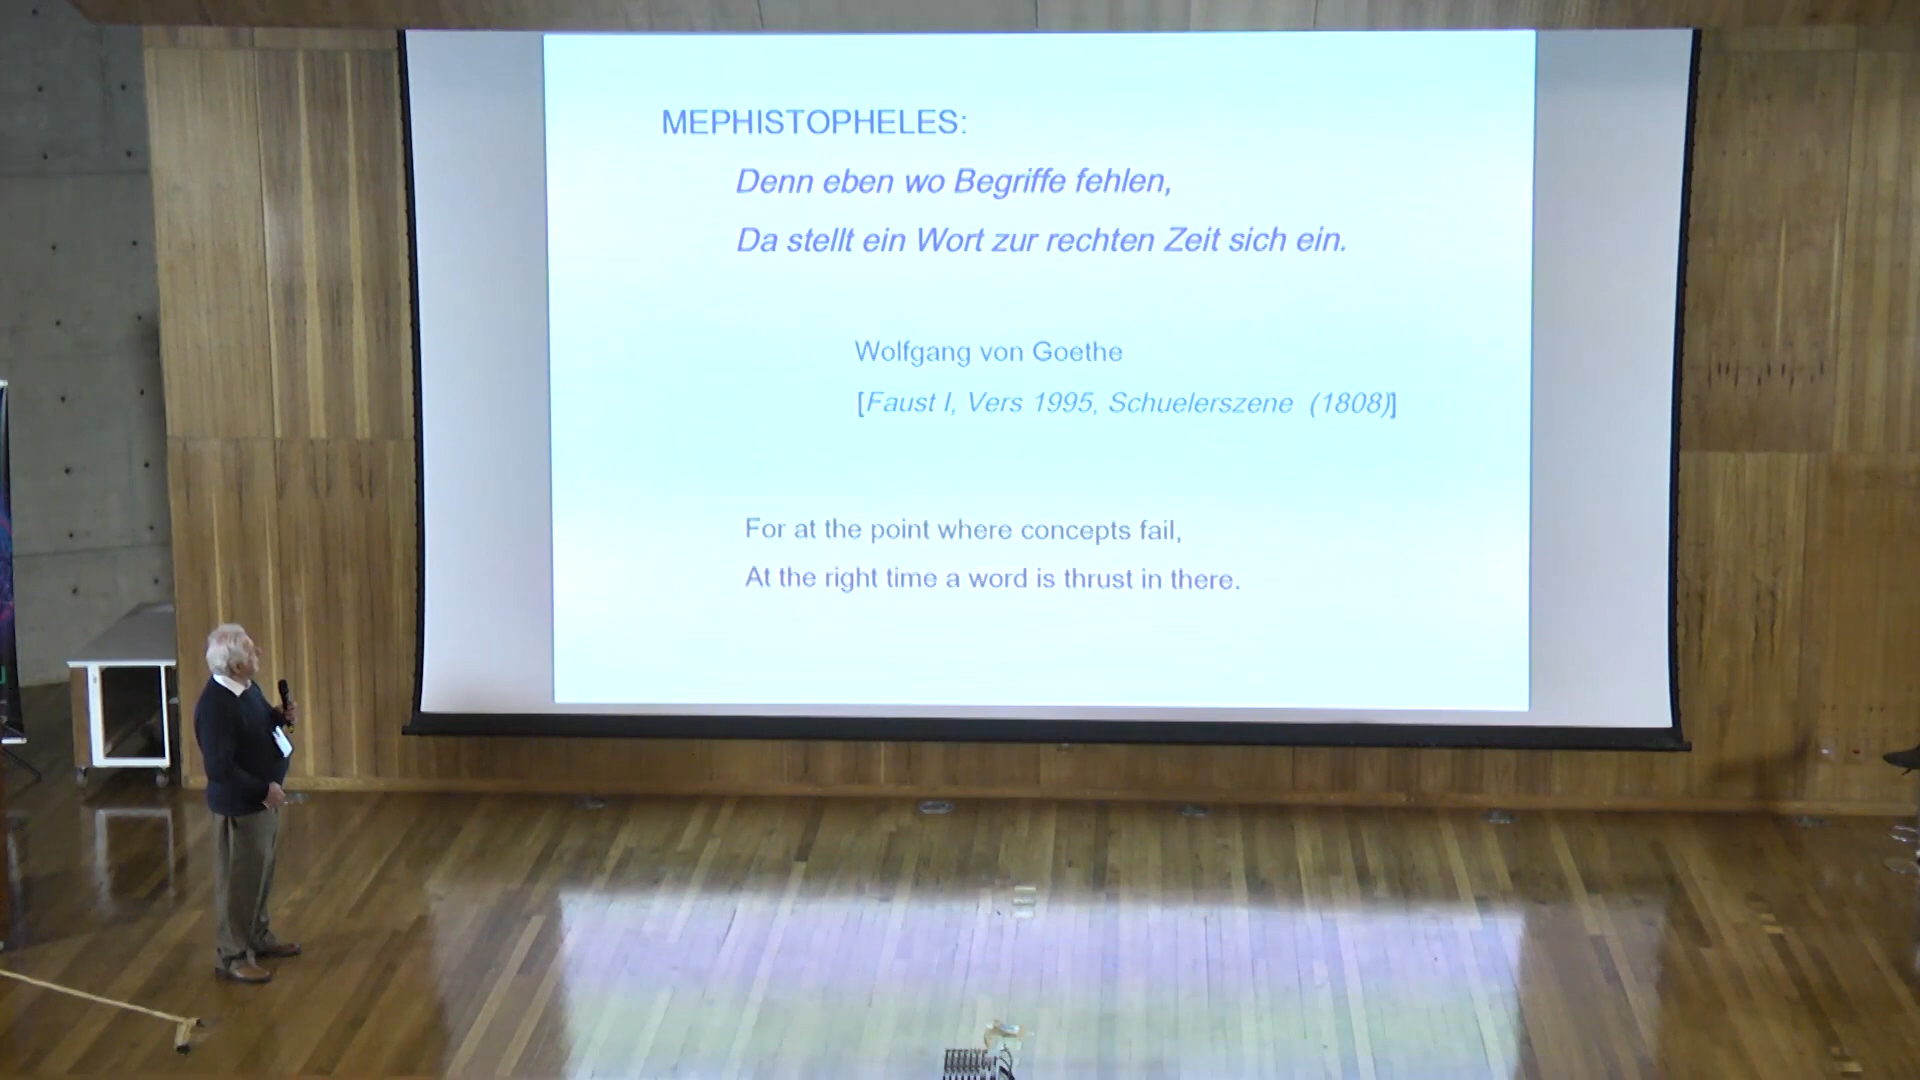 MEPHISTOPHELES:
Denn eben wo Begriffe fehlen,
Da stellt ein Wort zur rechten Zeit sich ein.
Wolfgang von Goethe
[Faust I, Vers 1995, Schuelerszene (1808)]
For at the point where concepts fail,
At the right time a word is thrust in there.